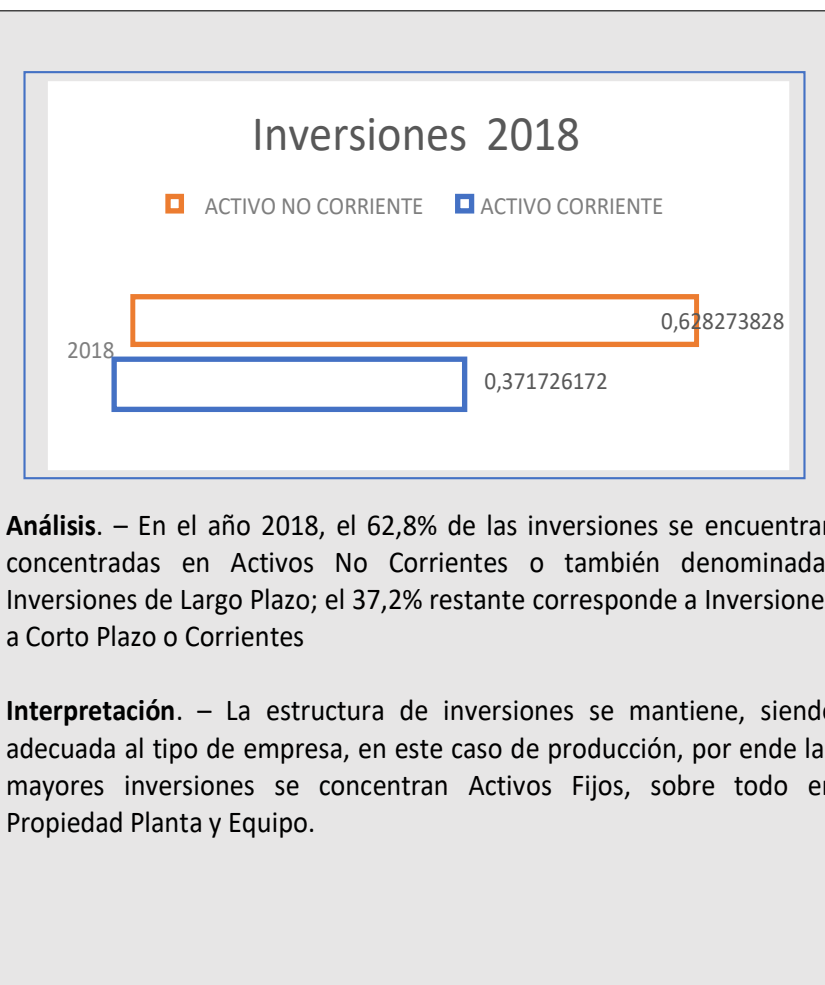 Inversiones 2018
ACTIVO NO CORRIENTE ACTIVO CORRIENTE
0,628273828
2018
0,371726172
Análisis. – En el año 2018, el 62,8% de las inversiones se encuentran
concentradas en Activos No Corrientes o también denominada
Inversiones de Largo Plazo; el 37,2% restante corresponde a Inversione
a Corto Plazo o Corrientes
Interpretación. – La estructura de inversiones se mantiene, siendo
adecuada al tipo de empresa, en este caso de producción, por ende la
mayores inversiones se concentran Activos Fijos, sobre todo en
Propiedad Planta y Equipo.